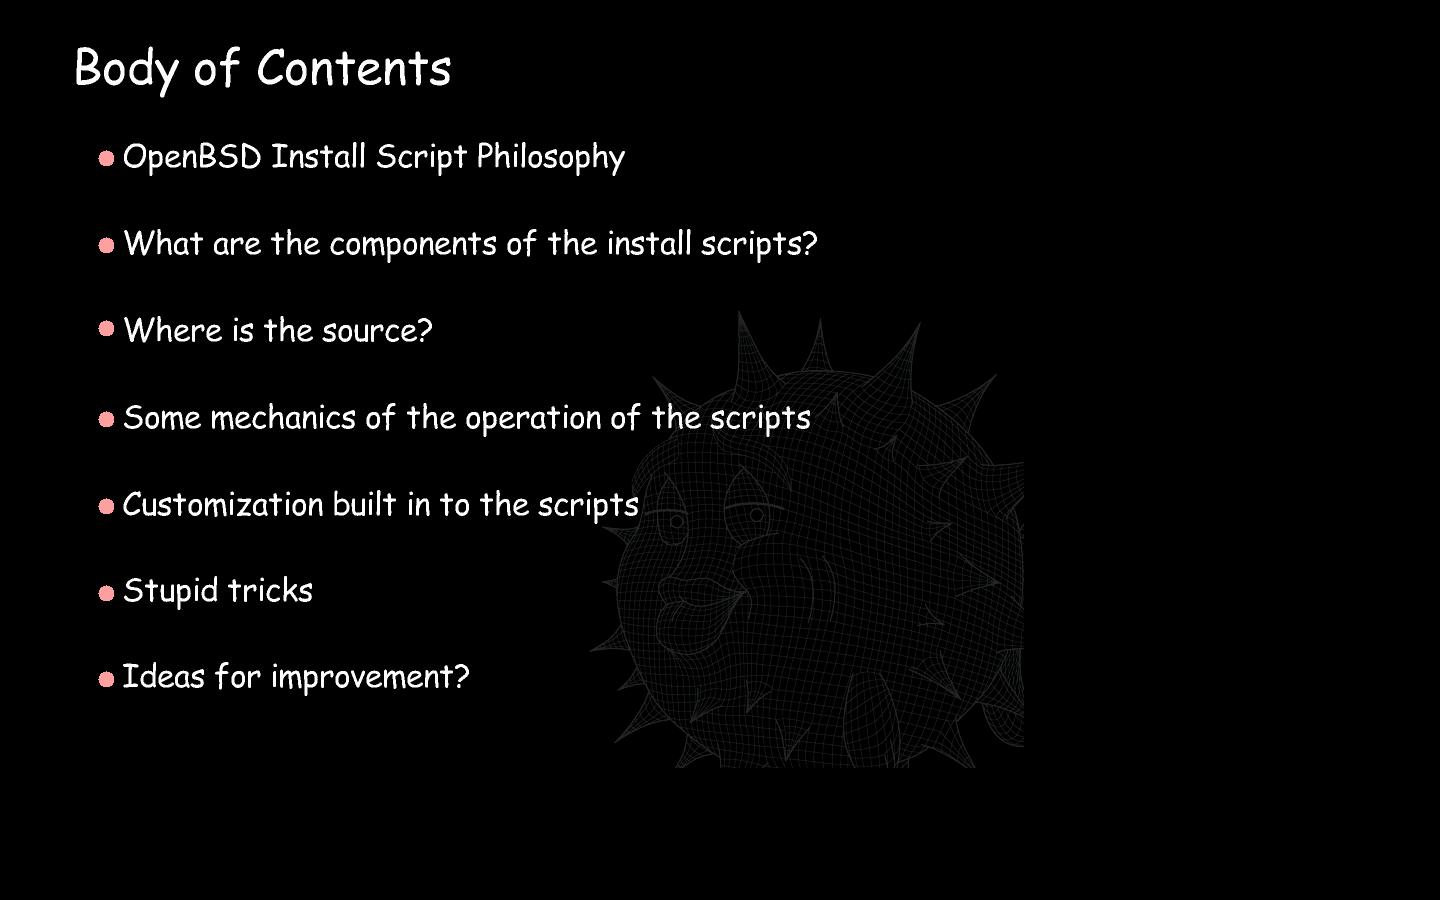 Body of Contents
OpenBSD Install Script Philosophy
What are the components of the install scripts?
Where is the source?
Some mechanics of the operation of the scripts
Customization built in to the scripts
Stupid tricks
Ideas for improvement?